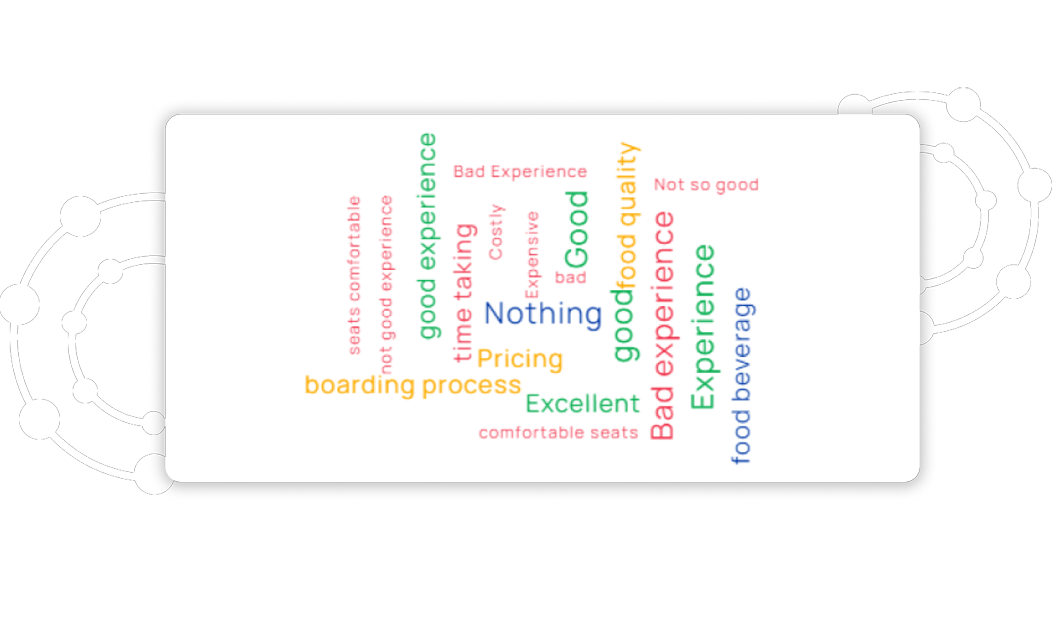 seats comfortable
not good experience
good experience
time taking
Bad Experience
Costly
Expensive
Good
bad
food quality
Not so good
Nothing
good
Bad experience
Experience
food beverage
Pricing
boarding process
Excellent
comfortable seats